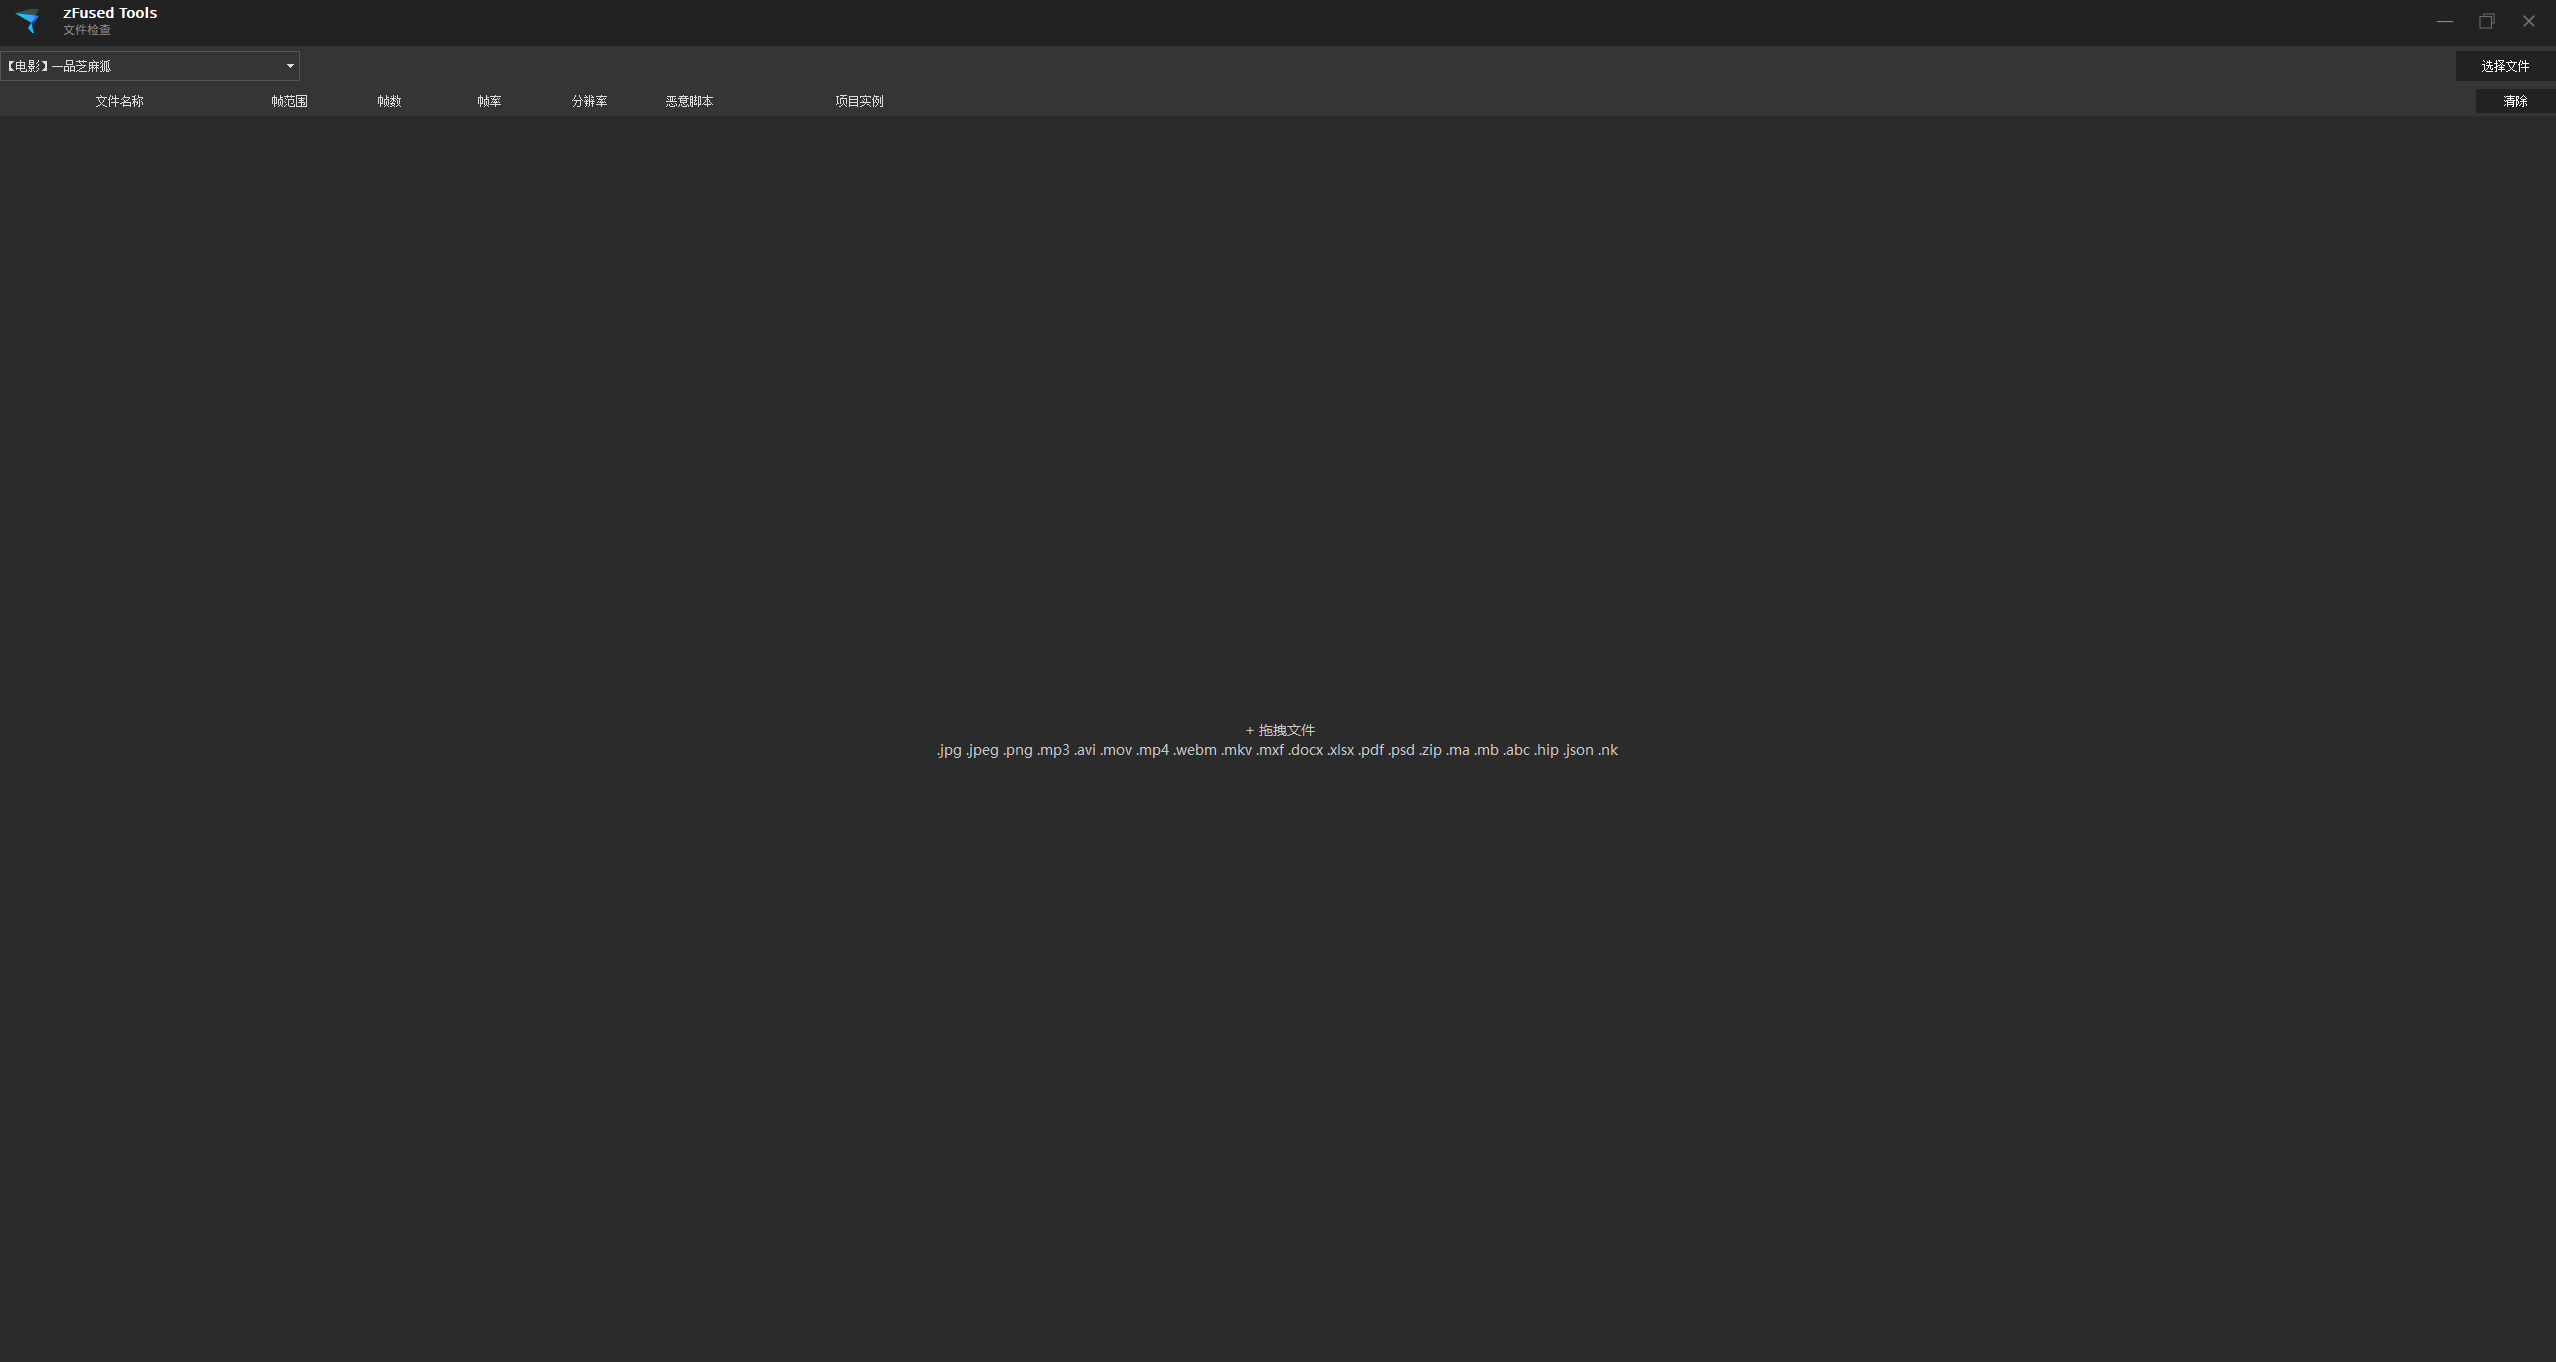 zFused Tools
文件检查
【电影】一品芝麻狐
选择文件
文件名称 帧范围 帧数 帧率 分辨率 恶意脚本 项目实例 清除
+ 拖拽文件
.jpg .jpeg .png .mp3 .avi .mov .mp4 .webm .mkv .mxf .docx .xlsx .pdf .psd .zip .ma .mb .abc .hip .json .nk